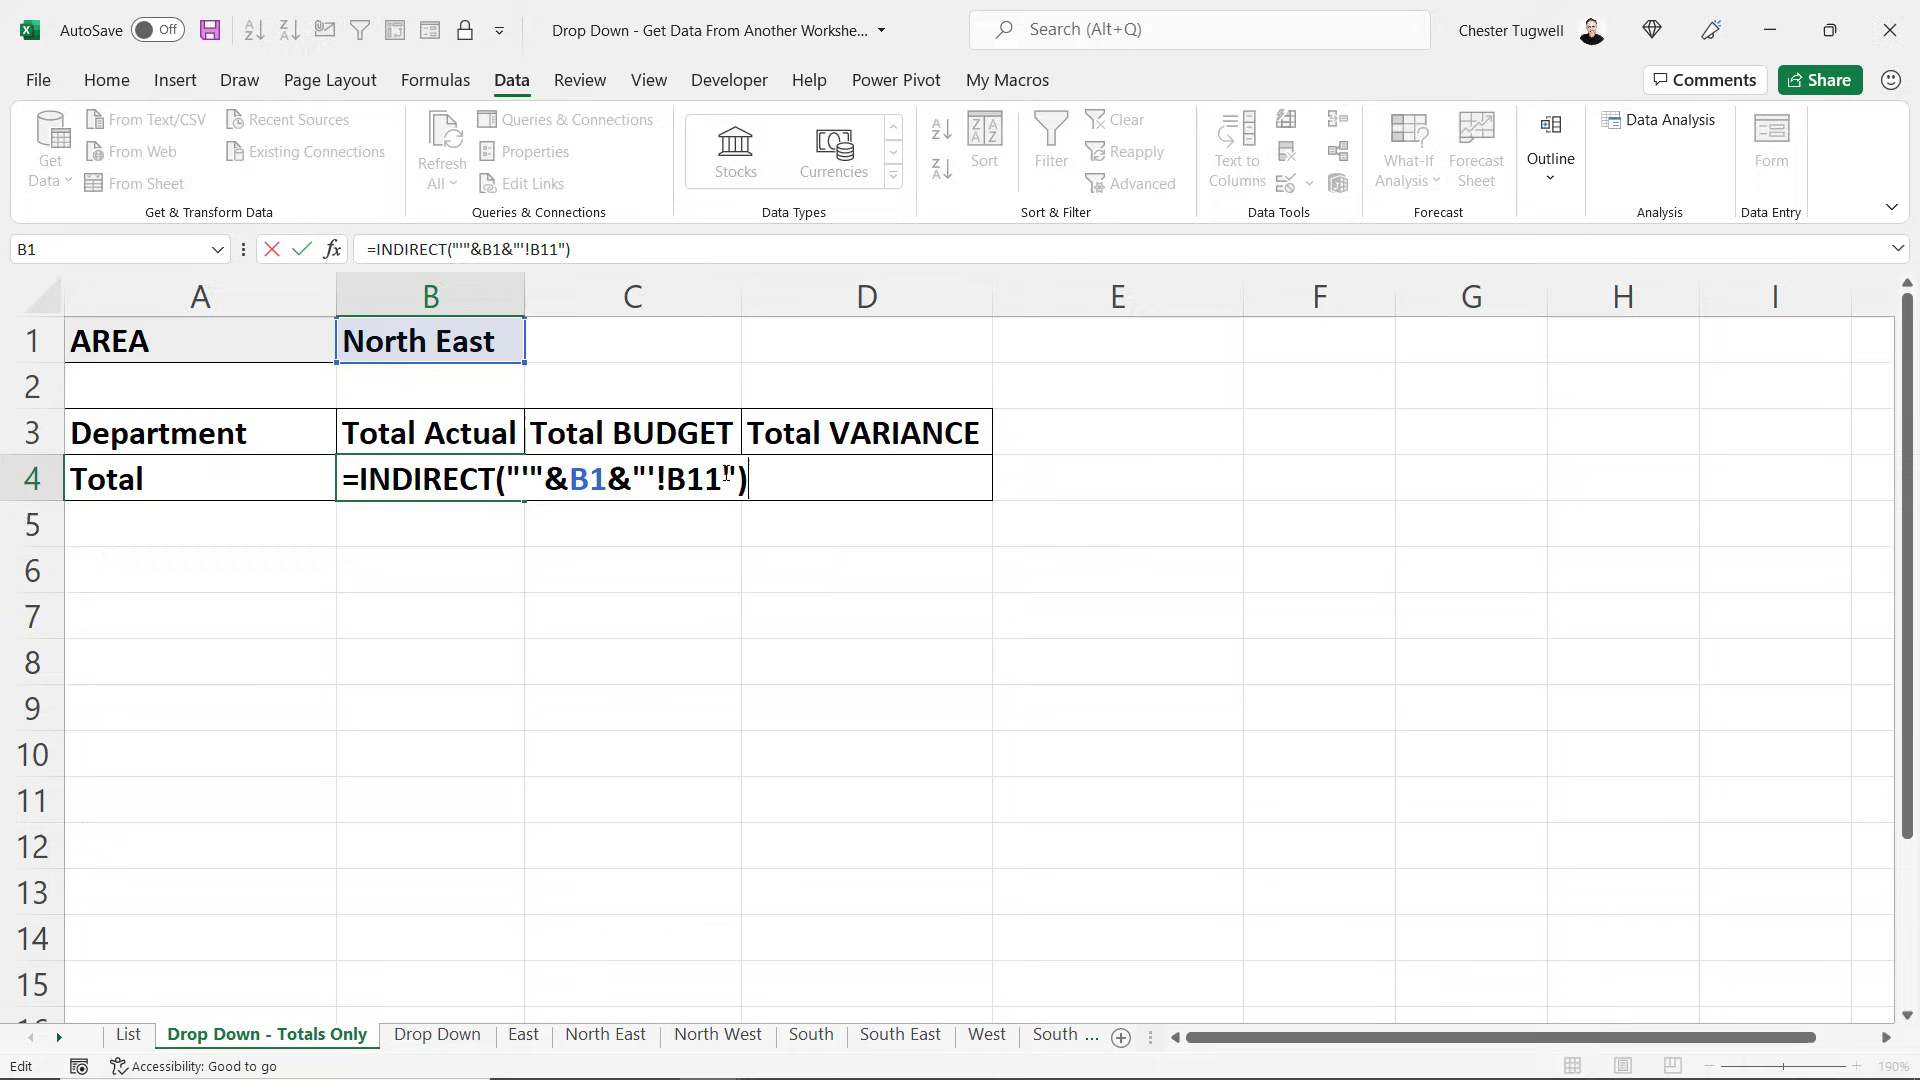 AutoSave Off
Drop Down - Get Data From Another Workshe...
Search (Alt+Q)
Chester Tugwell
File Home Insert Draw Page Layout Formulas Data Review View Developer Help Power Pivot My Macros
Comments Share
Get Data
From Text/CSV
From Web
From Sheet
Recent Sources
Existing Connections
Get & Transform Data
Refresh All
Queries & Connections
Properties
Edit Links
Queries & Connections
Stocks
Currencies
Data Types
Sort
Filter
Clear
Reapply
Advanced
Sort & Filter
Text to Columns
Data Tools
What-If Analysis
Forecast Sheet
Forecast
Outline
Data Analysis
Analysis
Form
Data Entry
B1
fx
=INDIRECT("'"&B1&"'!B11")
A B C D E F G H I
1 AREA North East
2
3 Department Total Actual Total BUDGET Total VARIANCE
4 Total =INDIRECT("'"&B1&"'!B11")
5
6
7
8
9
10
11
12
13
14
15
List Drop Down - Totals Only Drop Down East North East North West South South East West South ...
Edit
Accessibility: Good to go
190%